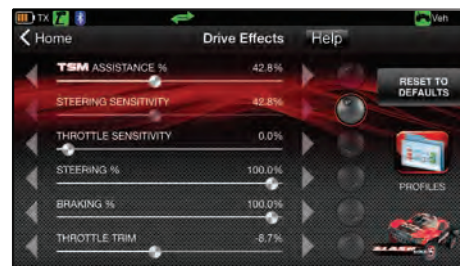 TX
Veh
Home
Drive Effects
Help
TSM ASSISTANCE %
42.8%
STEERING SENSITIVITY
42.8%
THROTTLE SENSITIVITY
0.0%
STEERING %
100.0%
BRAKING %
100.0%
THROTTLE TRIM
-8.7%
RESET TO
DEFAULTS
PROFILES
SLASH